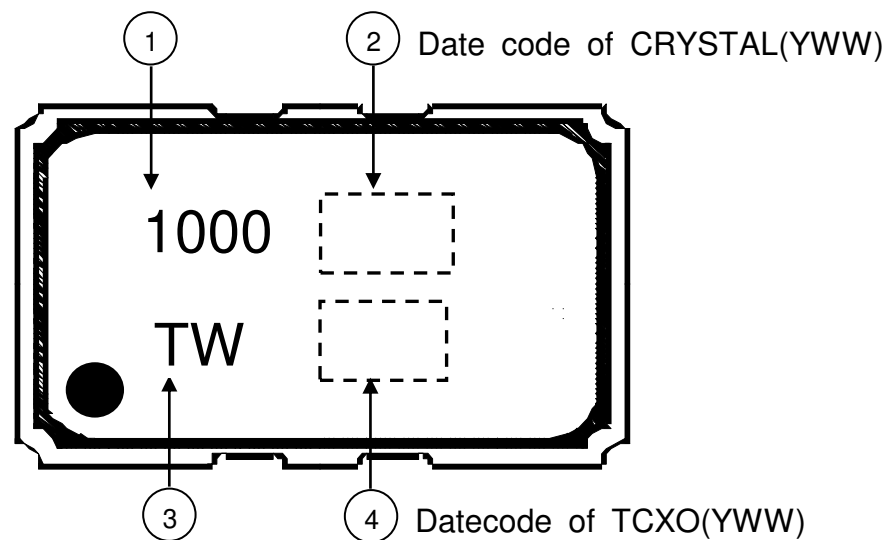 1
2 Date code of CRYSTAL(YWW)
1000
TW
3
4 Datecode of TCXO(YWW)